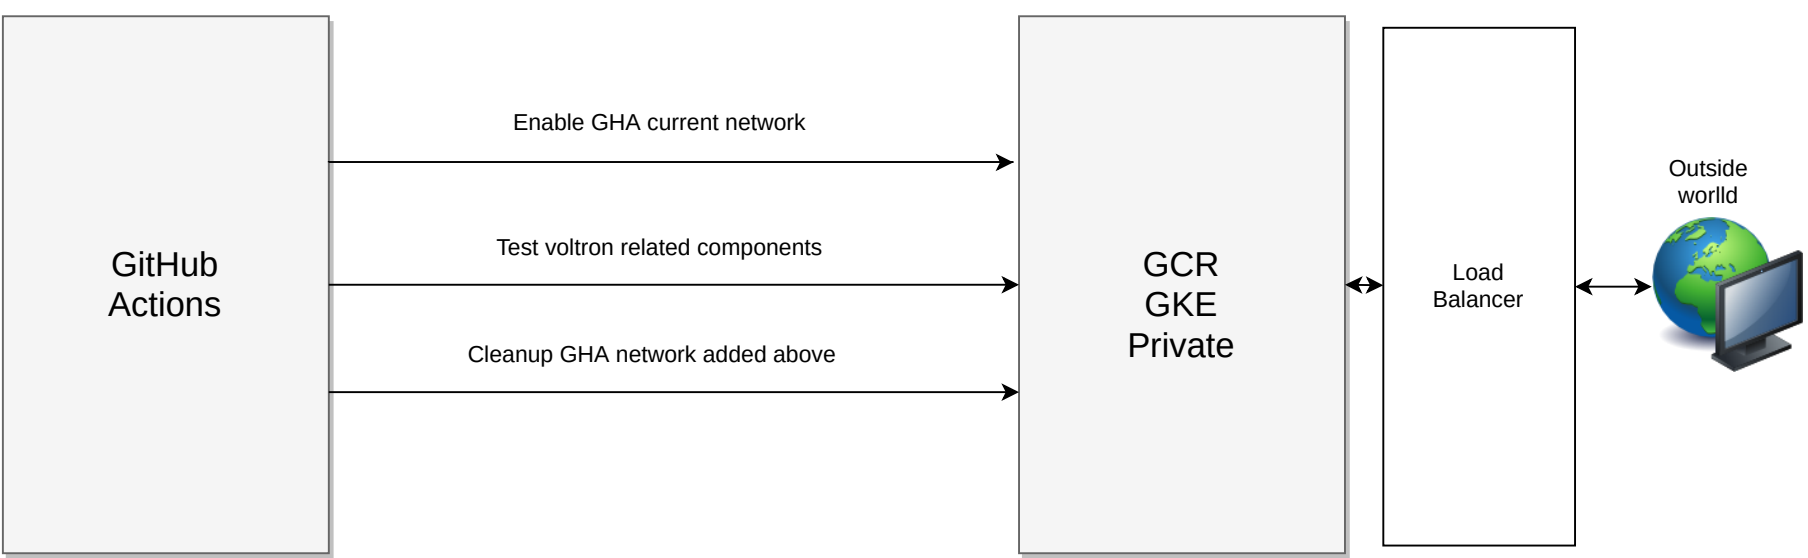 GitHub
Actions
Enable GHA current network
Test voltron related components
Cleanup GHA network added above
GCR
GKE
Private
Load
Balancer
Outside
worlld